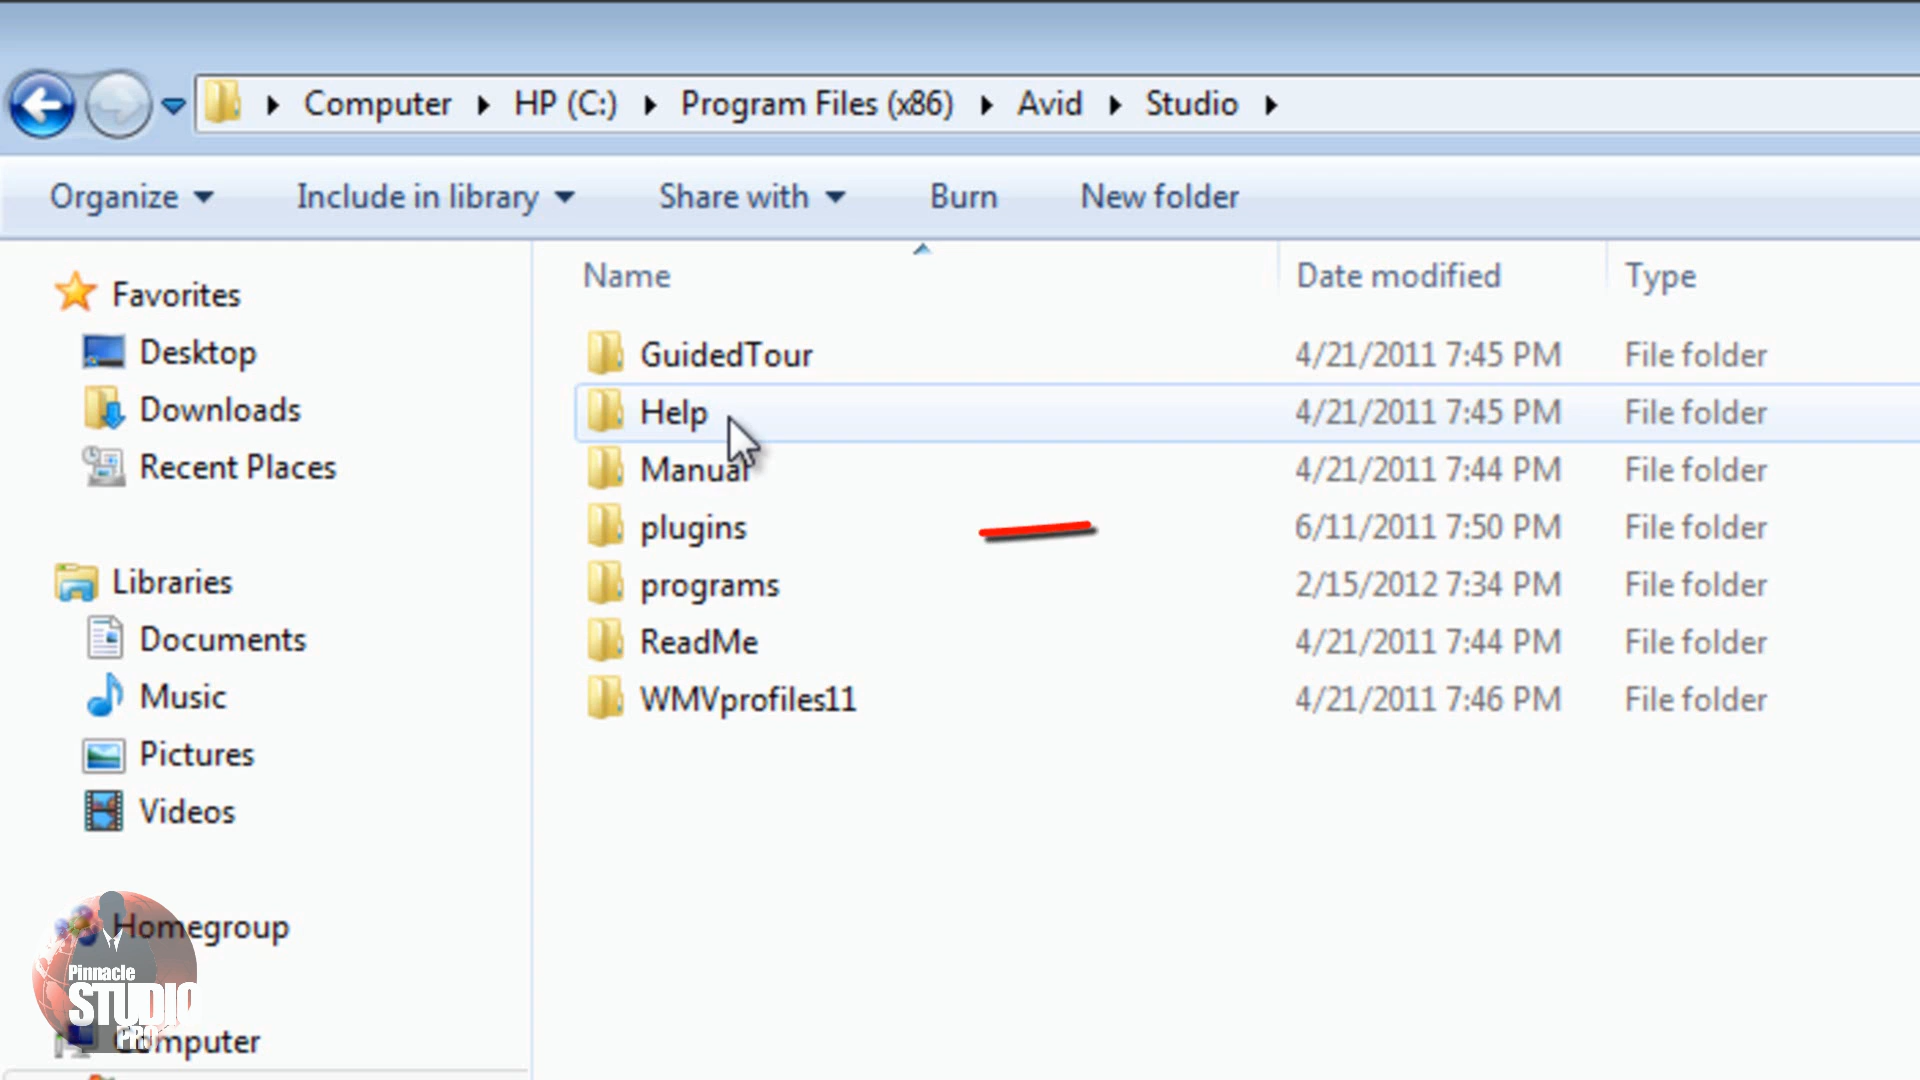 Computer HP (C:) Program Files (x86) Avid Studio
Organize Include in library Share with Burn New folder
Name Date modified Type
Favorites
Desktop
Downloads
Recent Places
Libraries
Documents
Music
Pictures
Videos
Homegroup
Computer
GuidedTour 4/21/2011 7:45 PM File folder
Help 4/21/2011 7:45 PM File folder
Manual 4/21/2011 7:44 PM File folder
plugins 6/11/2011 7:50 PM File folder
programs 2/15/2012 7:34 PM File folder
ReadMe 4/21/2011 7:44 PM File folder
WMVprofiles11 4/21/2011 7:46 PM File folder
Pinnacle
STUDIO
PRO